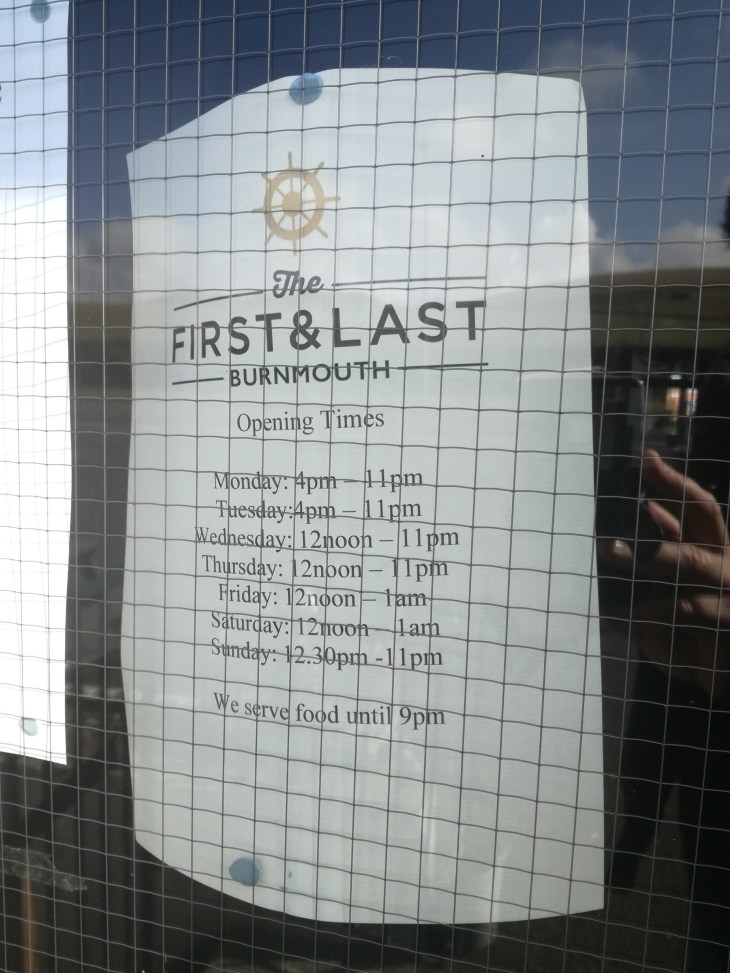 The
FIRST & LAST
BURNMOUTH
Opening Times
Monday: 4pm – 11pm
Tuesday:4pm – 11pm
Wednesday: 12noon – 11pm
Thursday: 12noon – 11pm
Friday: 12noon – 1am
Saturday: 12noon – 1am
Sunday: 12.30pm -11pm
We serve food until 9pm